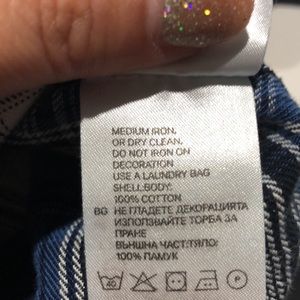 MEDIUM IRON.
OR DRY CLEAN.
DO NOT IRON ON
DECORATION
USE A LAUNDRY BAG
SHELL.BODY:
100% COTTON
BG НЕ ГЛАДЕТЕ ДЕКОРАЦИЯТА
ИЗПОЛЗВАЙТЕ ТОРБА ЗА
ПРАНЕ
ВЪНШНА ЧАСТ:ТЯЛО:
100% ПАМУК
40